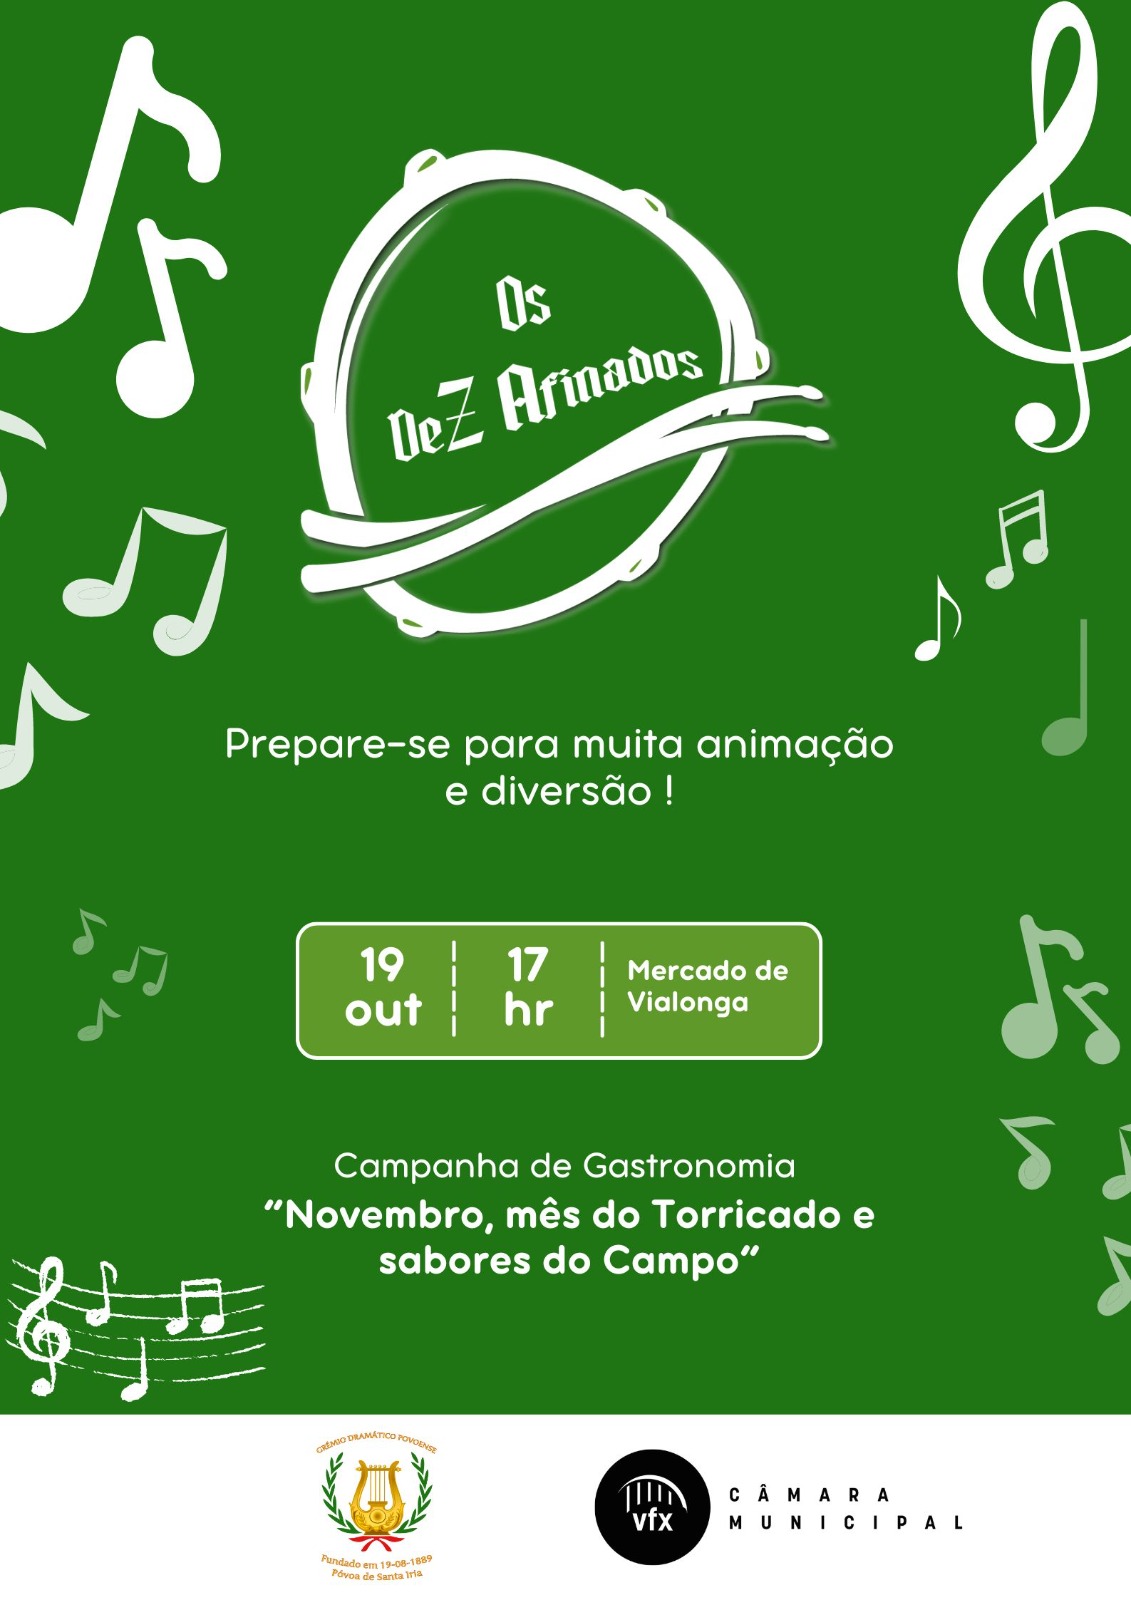 Os
DeZ Afinados
Prepare-se para muita animação
e diversão !
19
out
17
hr
Mercado de
Vialonga
Campanha de Gastronomia
"Novembro, mês do Torricado e
sabores do Campo"
GRÉMIO DRAMÁTICO POVOENSE
Fundado em 19-08-1889
Póvoa de Santa Iria
vfx
CÂMARA
MUNICIPAL